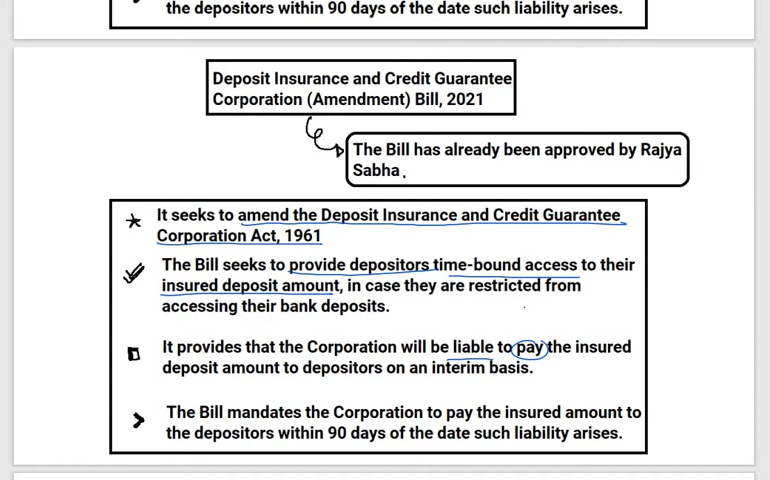 the depositors within 90 days of the date such liability arises.
Deposit Insurance and Credit Guarantee
Corporation (Amendment) Bill, 2021
The Bill has already been approved by Rajya
Sabha.
It seeks to amend the Deposit Insurance and Credit Guarantee
Corporation Act, 1961
The Bill seeks to provide depositors time-bound access to their
insured deposit amount, in case they are restricted from
accessing their bank deposits.
It provides that the Corporation will be liable to pay the insured
deposit amount to depositors on an interim basis.
The Bill mandates the Corporation to pay the insured amount to
the depositors within 90 days of the date such liability arises.